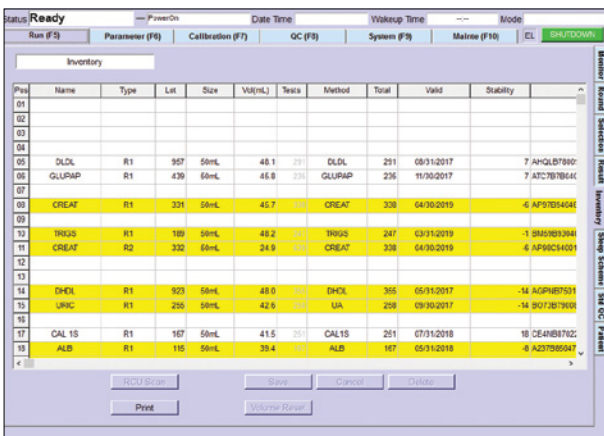 Status Ready --- PowerOn Date Time Wakeup Time --:-- Mode
Run (F5) Parameter (F6) Calibration (F7) QC (F8) System (F9) Mainte (F10) EL SHUTDOWN
Inventory
Pos Name Type Lot Size Vol(mL) Tests Method Total Valid Stability
01
02
03
04
05 DLDL R1 957 50mL 48.1 291 DLDL 291 08/31/2017 7
06 GLUPAP R1 439 50mL 45.8 236 GLUPAP 236 11/30/2017 7
07
08 CREAT R1 331 50mL 45.7 CREAT 338 04/30/2019 -6
09
10 TRIGS R1 189 50mL 48.2 TRIGS 247 03/31/2019 -1
11 CREAT R2 332 50mL 24.9 CREAT 338 04/30/2019 -6
12
13
14 DHDL R1 923 50mL 48.0 DHDL 355 05/31/2017 -14
15 URIC R1 255 50mL 42.6 UA 258 09/30/2017 -14
16
17 CAL 1S R1 167 50mL 41.5 251 CAL1S 251 07/31/2018 18
18 ALB R1 115 50mL 39.4 ALB 167 05/31/2018 -8
RCU Scan Save Cancel Delete
Print Volume Reset
Monitor
Round
Selection
Result
Inventory
Sleep Scheme
Still QC
Patient